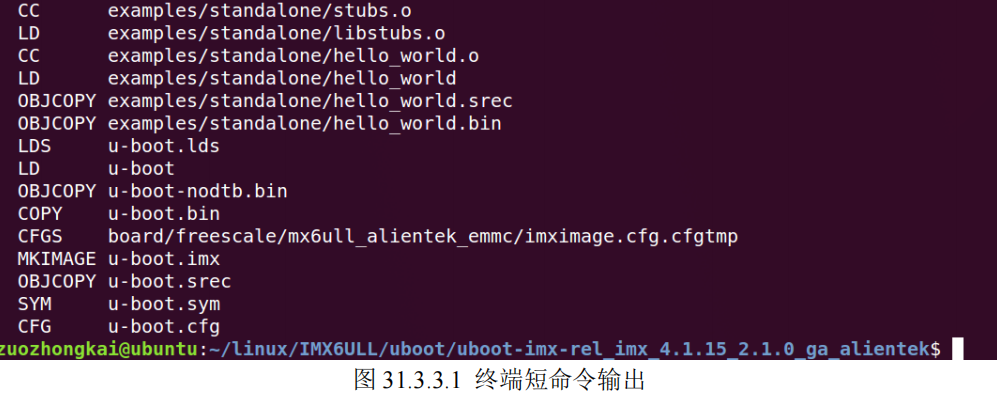 CC examples/standalone/stubs.o
LD examples/standalone/libstubs.o
CC examples/standalone/hello_world.o
LD examples/standalone/hello_world
OBJCOPY examples/standalone/hello_world.srec
OBJCOPY examples/standalone/hello_world.bin
LDS u-boot.lds
LD u-boot
OBJCOPY u-boot-nodtb.bin
COPY u-boot.bin
CFGS board/freescale/mx6ull_alientek_emmc/imximage.cfg.cfgtmp
MKIMAGE u-boot.imx
OBJCOPY u-boot.srec
SYM u-boot.sym
CFG u-boot.cfg
zuozhongkai@ubuntu:~/linux/IMX6ULL/uboot/uboot-imx-rel_imx_4.1.15_2.1.0_ga_alientek$
图 31.3.3.1 终端短命令输出